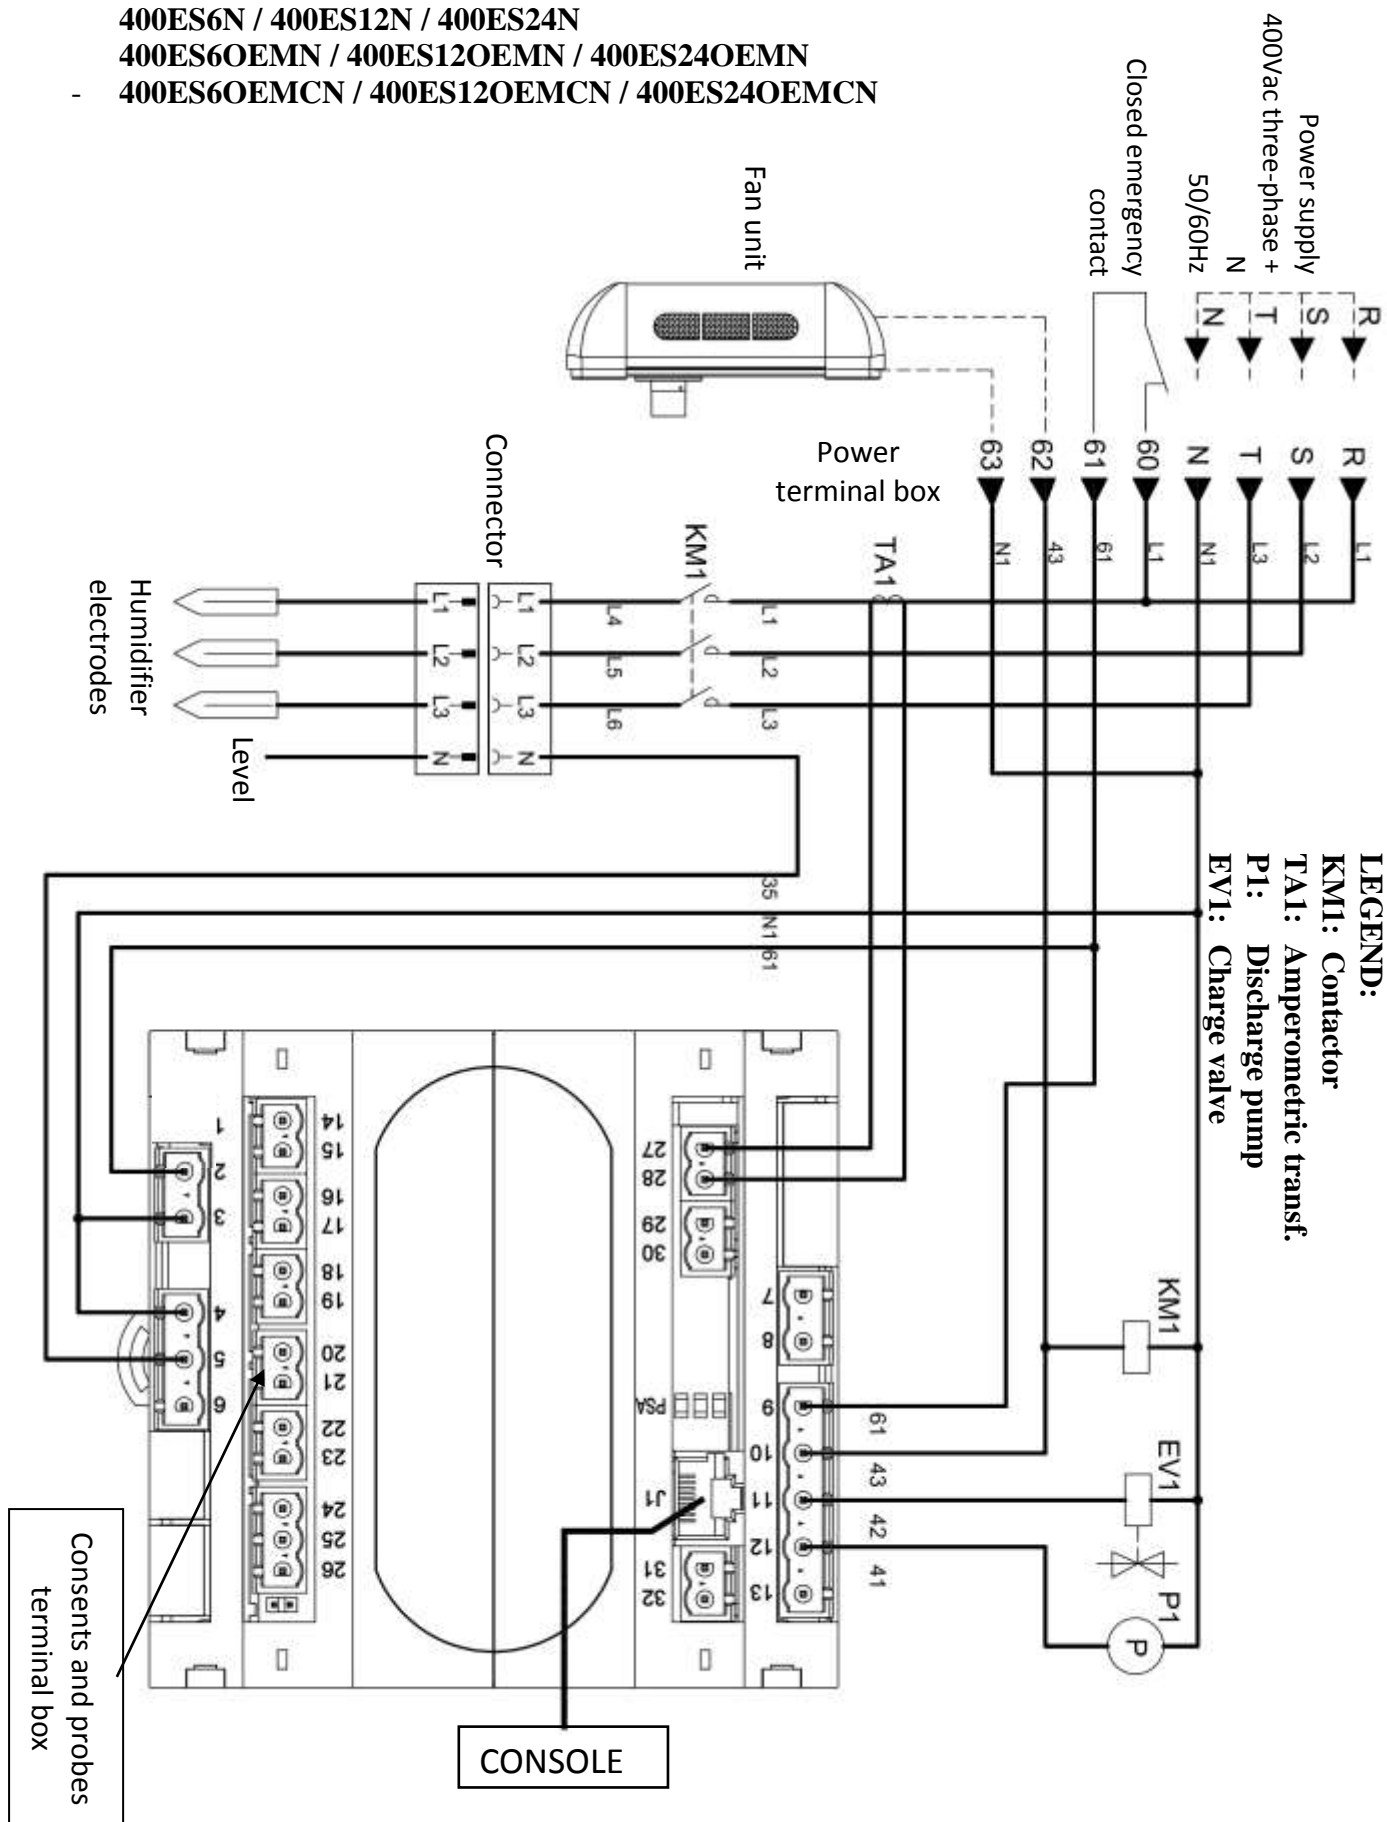 400ES6N / 400ES12N / 400ES24N
400ES6OEMN / 400ES12OEMN / 400ES24OEMN
- 400ES6OEMCN / 400ES12OEMCN / 400ES24OEMCN
Power supply
400Vac three-phase +
N
50/60Hz
Closed emergency
contact
Fan unit
R
S
T
N
R
S
T
N
60
61
62
63
Power
terminal box
L1
L2
L3
N1
L1
61
43
N1
TA1
KM1
Connector
L1
L2
L3
L4
L5
L6
L1
L2
L3
N
L1
L2
L3
N
Humidifier
electrodes
Level
LEGEND:
KM1: Contactor
TA1: Amperometric transf.
P1: Discharge pump
EV1: Charge valve
35
N1
61
1
2
3
4
5
6
14
15
16
17
18
19
20
21
22
23
24
25
26
27
28
29
30
PSA
J1
31
32
7
8
9
10
11
12
13
61
43
42
41
KM1
EV1
P1
P
Consents and probes
terminal box
CONSOLE